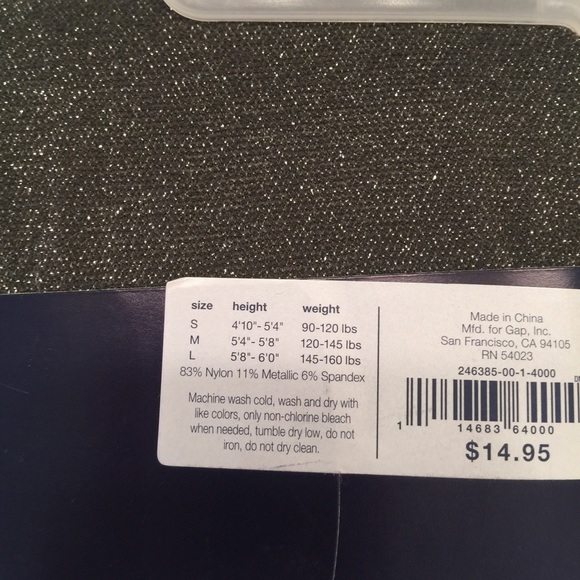 size height weight
S 4'10"- 5'4" 90-120 lbs
M 5'4"- 5'8" 120-145 lbs
L 5'8"- 6'0" 145-160 lbs
83% Nylon 11% Metallic 6% Spandex
Machine wash cold, wash and dry with
like colors, only non-chlorine bleach
when needed, tumble dry low, do not
iron, do not dry clean.
Made in China
Mfd. for Gap, Inc.
San Francisco, CA 94105
RN 54023
246385-00-1-4000
1 14683 64000
$14.95